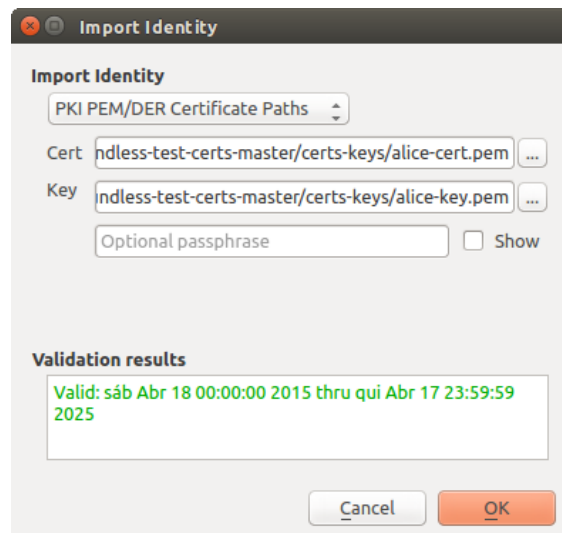 Import Identity
Import Identity
PKI PEM/DER Certificate Paths
Cert ndless-test-certs-master/certs-keys/alice-cert.pem ...
Key indless-test-certs-master/certs-keys/alice-key.pem ...
Optional passphrase Show
Validation results
Valid: sáb Abr 18 00:00:00 2015 thru qui Abr 17 23:59:59
2025
Cancel OK